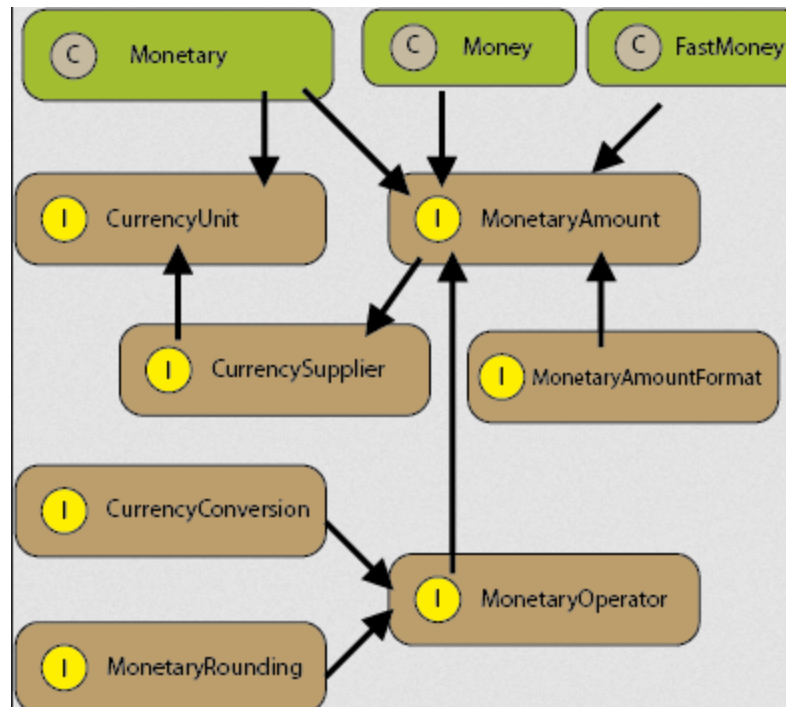 C Monetary
C Money
C FastMoney
I CurrencyUnit
I MonetaryAmount
I CurrencySupplier
I MonetaryAmountFormat
I CurrencyConversion
I MonetaryOperator
I MonetaryRounding